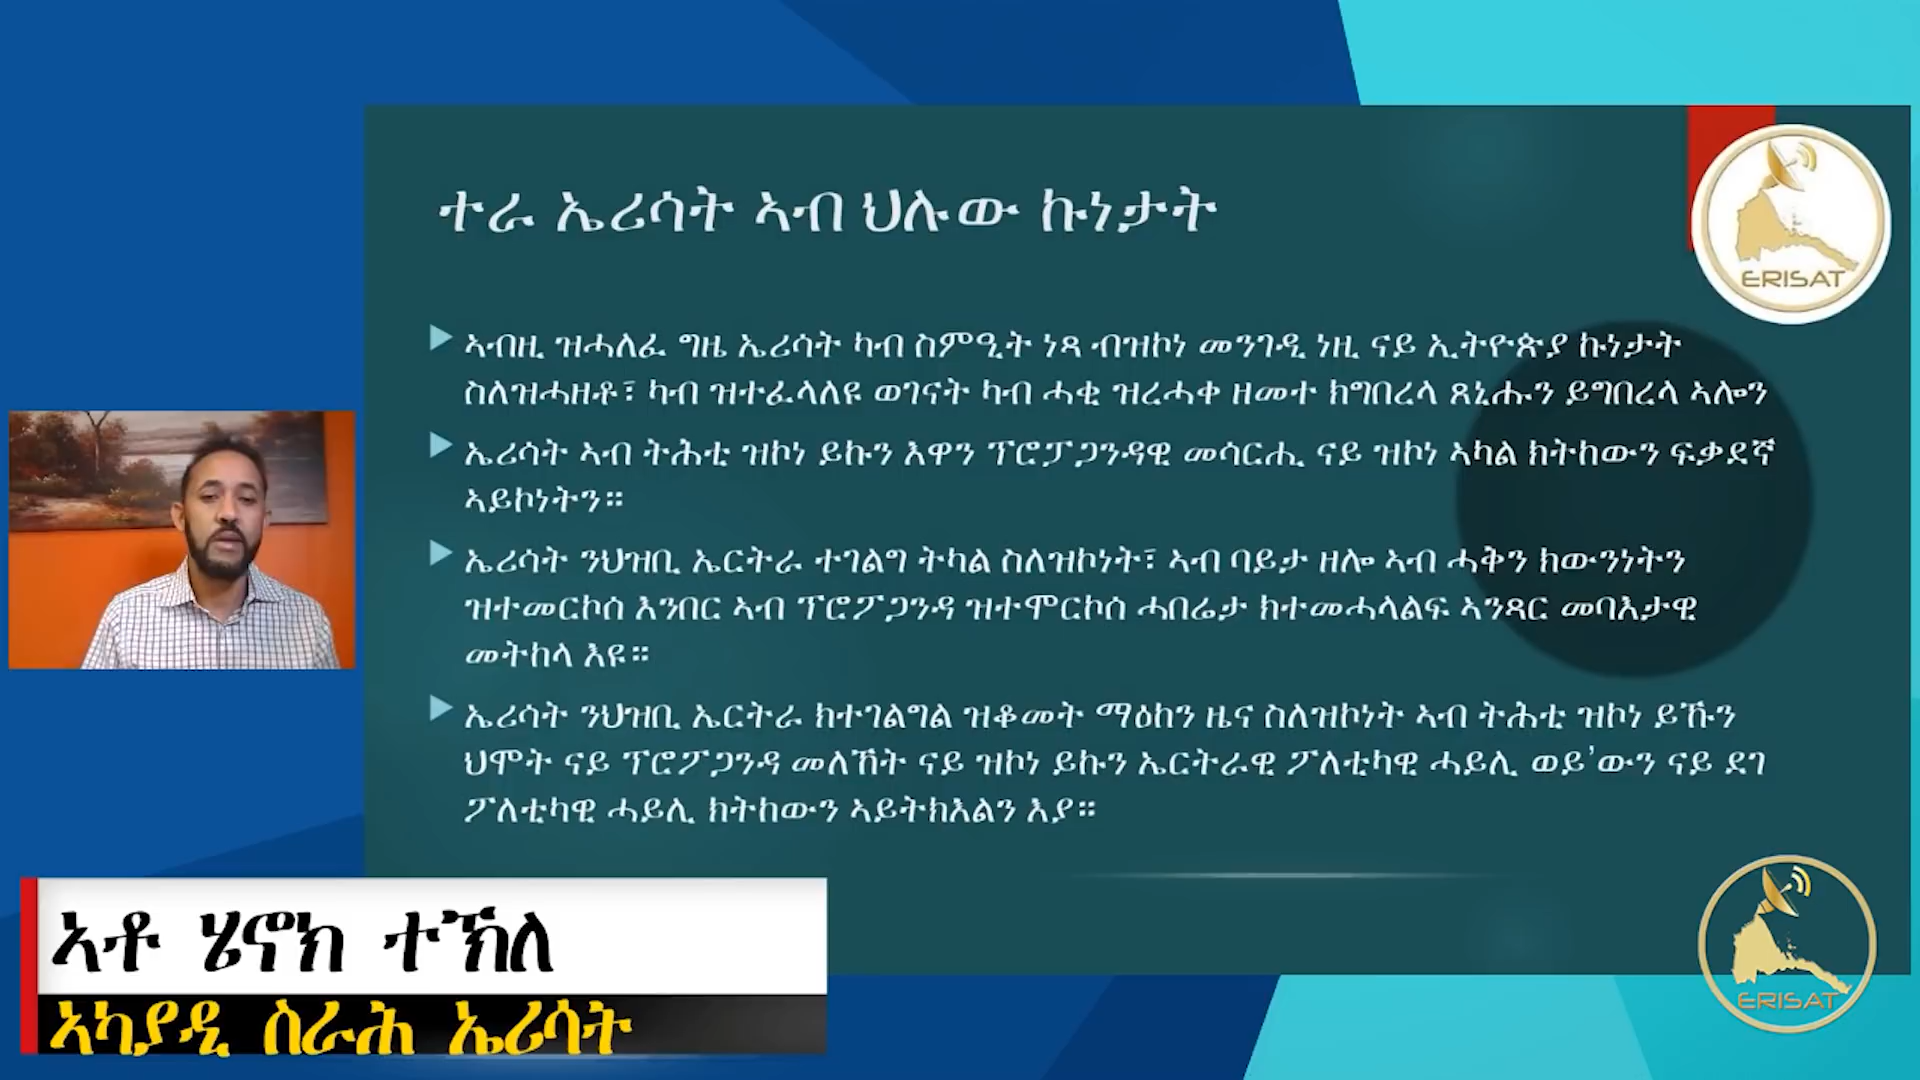 ተራ ኤሪሳት ኣብ ህሉው ኩነታት
ERISAT
ኣብዚ ዝሓለፈ ግዜ ኤሪሳት ካብ ስምዒት ነጻ ብዝኮነ መንገዲ ነዚ ናይ ኢትዮጵያ ኩነታት
ስለዝሓዘቶ፣ ካብ ዝተፈላለዩ ወገናት ካብ ሓቂ ዝረሓቀ ዘመተ ክግበረላ ጸኒሑን ይግበረላ ኣሎን
ኤሪሳት ኣብ ትሕቲ ዝኮነ ይኩን እዋን ፕሮፓጋንዳዊ መሳርሒ ናይ ዝኮነ ኣካል ክትከውን ፍቃደኛ
ኣይኮነትን።
ኤሪሳት ንህዝቢ ኤርትራ ተገልግ ትካል ስለዝኮነት፣ ኣብ ባይታ ዘሎ ኣብ ሓቅን ክውንነትን
ዝተመርኮሰ እንበር ኣብ ፕሮፖጋንዳ ዝተሞርኮሰ ሓበሬታ ክተመሓላልፍ ኣንጻር መባእታዊ
መትከላ እዩ።
ኤሪሳት ንህዝቢ ኤርትራ ክተገልግል ዝቆመት ማዕከን ዜና ስለዝኮነት ኣብ ትሕቲ ዝኮነ ይኹን
ህሞት ናይ ፕሮፖጋንዳ መለኸት ናይ ዝኮነ ይኩን ኤርትራዊ ፖለቲካዊ ሓይሊ ወይ'ውን ናይ ደገ
ፖለቲካዊ ሓይሊ ክትከውን ኣይትክእልን እያ።
ኣቶ ሄኖክ ተኽለ
ኣካያዲ ስራሕ ኤሪሳት
ERISAT